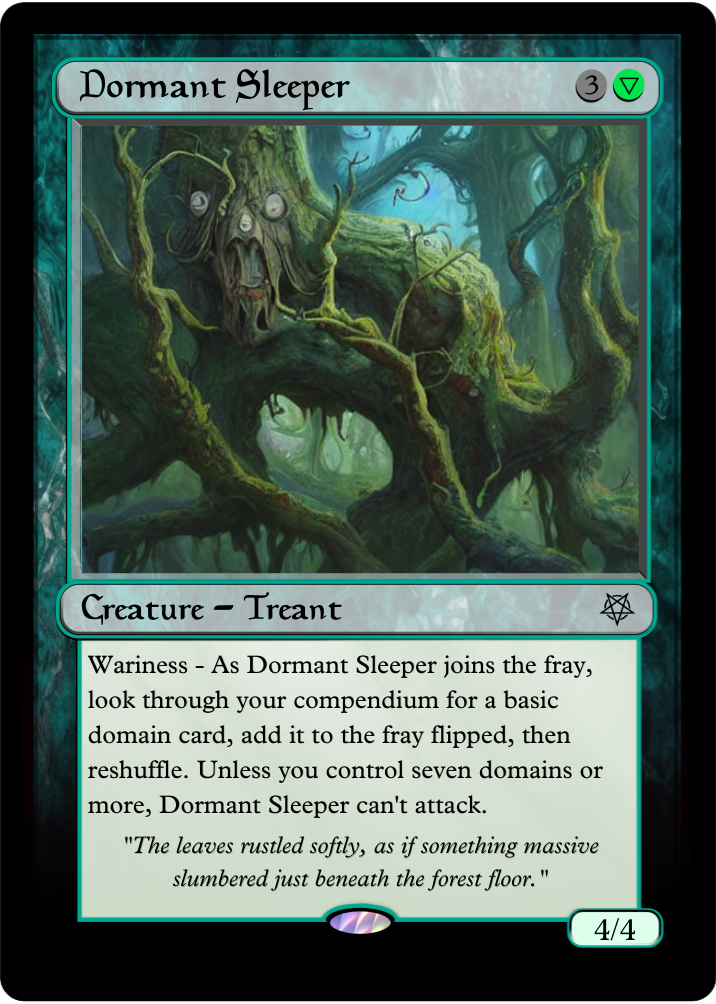 Dormant Sleeper
3
Creature – Treant
Wariness - As Dormant Sleeper joins the fray,
look through your compendium for a basic
domain card, add it to the fray flipped, then
reshuffle. Unless you control seven domains or
more, Dormant Sleeper can't attack.
"The leaves rustled softly, as if something massive
slumbered just beneath the forest floor."
4/4